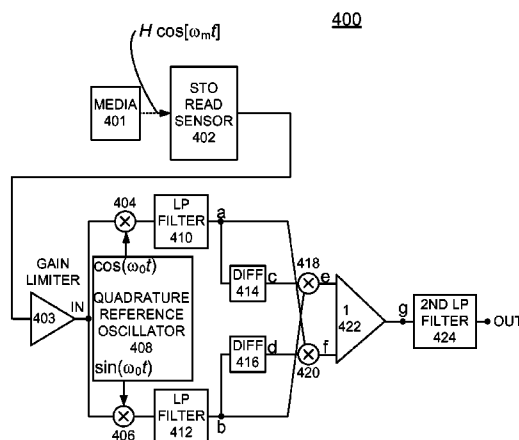 400
H cos[ωmt]
MEDIA
401
STO
READ
SENSOR
402
404
LP
FILTER
410
a
GAIN
LIMITER
403
IN
cos(ω0t)
QUADRATURE
REFERENCE
OSCILLATOR
408
sin(ω0t)
DIFF
414
c
418
e
1
422
g
2ND LP
FILTER
424
OUT
DIFF
416
d
f
420
406
LP
FILTER
412
b